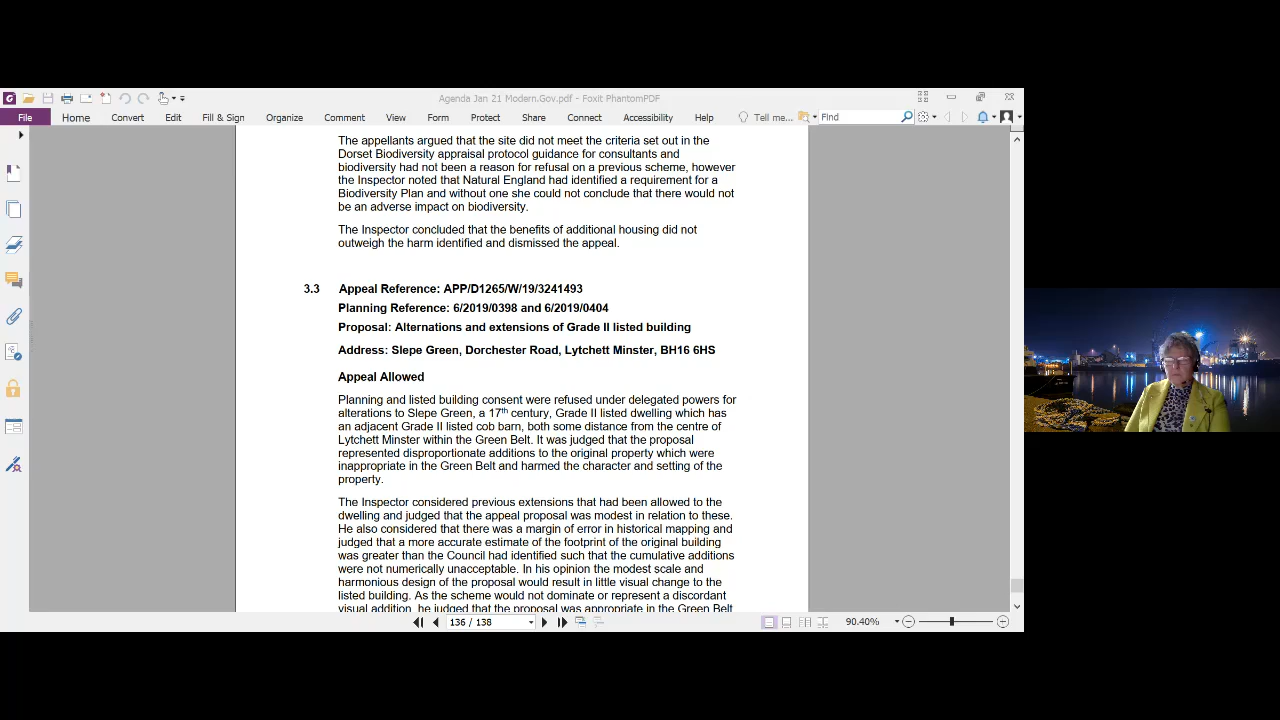 Agenda Jan 21 Modern.Gov.pdf - Foxit PhantomPDF
File Home Convert Edit Fill & Sign Organize Comment View Form Protect Share Connect Accessibility Help Tell me... Find
The appellants argued that the site did not meet the criteria set out in the
Dorset Biodiversity appraisal protocol guidance for consultants and
biodiversity had not been a reason for refusal on a previous scheme, however
the Inspector noted that Natural England had identified a requirement for a
Biodiversity Plan and without one she could not conclude that there would not
be an adverse impact on biodiversity.
The Inspector concluded that the benefits of additional housing did not
outweigh the harm identified and dismissed the appeal.
3.3 Appeal Reference: APP/D1265/W/19/3241493
Planning Reference: 6/2019/0398 and 6/2019/0404
Proposal: Alternations and extensions of Grade II listed building
Address: Slepe Green, Dorchester Road, Lytchett Minster, BH16 6HS
Appeal Allowed
Planning and listed building consent were refused under delegated powers for
alterations to Slepe Green, a 17th century, Grade II listed dwelling which has
an adjacent Grade II listed cob barn, both some distance from the centre of
Lytchett Minster within the Green Belt. It was judged that the proposal
represented disproportionate additions to the original property which were
inappropriate in the Green Belt and harmed the character and setting of the
property.
The Inspector considered previous extensions that had been allowed to the
dwelling and judged that the appeal proposal was modest in relation to these.
He also considered that there was a margin of error in historical mapping and
judged that a more accurate estimate of the footprint of the original building
was greater than the Council had identified such that the cumulative additions
were not numerically unacceptable. In his opinion the modest scale and
harmonious design of the proposal would result in little visual change to the
listed building. As the scheme would not dominate or represent a discordant
visual addition, he judged that the proposal was appropriate in the Green Belt
136 / 138 90.40%